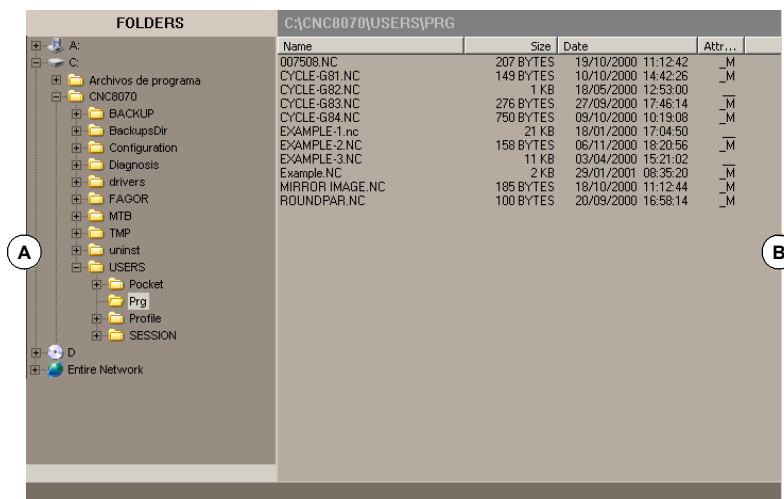 FOLDERS
C:\CNC8070\USERS\PRG
A:
C:
Archivos de programa
CNC8070
BACKUP
BackupsDir
Configuration
Diagnosis
drivers
FAGOR
MTB
TMP
uninst
USERS
Pocket
Prg
Profile
SESSION
D
Entire Network
A
Name Size Date Attr...
007508.NC 207 BYTES 19/10/2000 11:12:42 _M
CYCLE-G81.NC 149 BYTES 10/10/2000 14:42:26 _M
CYCLE-G82.NC 1 KB 18/05/2000 12:53:00 __
CYCLE-G83.NC 276 BYTES 27/09/2000 17:46:14 _M
CYCLE-G84.NC 750 BYTES 09/10/2000 10:19:08 _M
EXAMPLE-1.nc 21 KB 18/01/2000 17:04:50 __
EXAMPLE-2.NC 158 BYTES 06/11/2000 18:20:56 _M
EXAMPLE-3.NC 11 KB 03/04/2000 15:21:02 __
Example.NC 2 KB 29/01/2001 08:35:20 _M
MIRROR IMAGE.NC 185 BYTES 18/10/2000 11:12:44 _M
ROUNDPAR.NC 100 BYTES 20/09/2000 16:58:14 _M
B